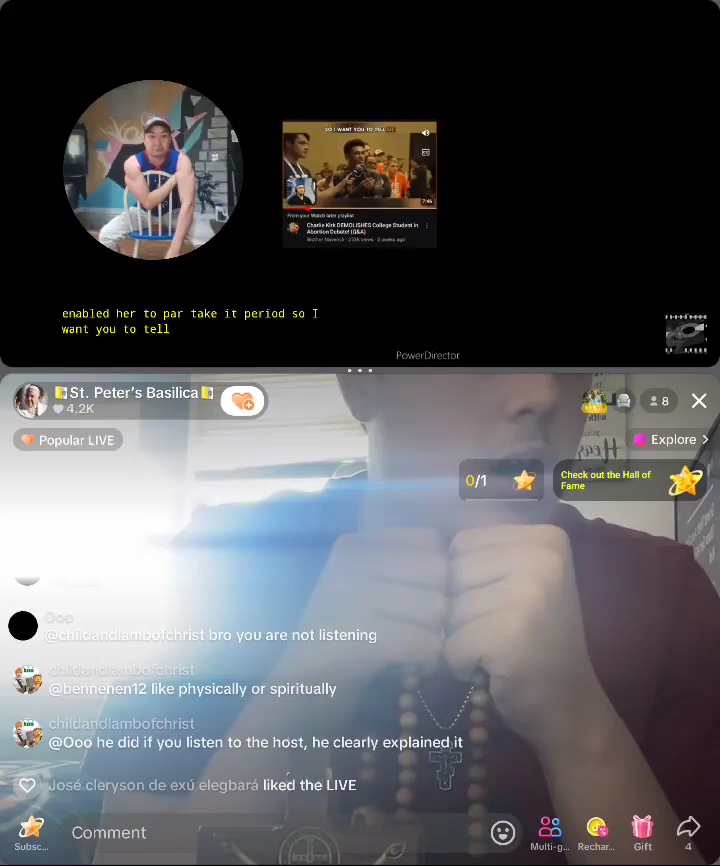 SO I WANT YOU TO TELL ME
7:46
From your Watch later playlist
Charlie Kirk DEMOLISHES College Student In
Abortion Debate! (Q&A)
Brother Maverick · 253K views · 2 weeks ago
enabled her to par take it period so I
want you to tell
PowerDirector
St. Peter's Basilica
4.2K
8
Popular LIVE
Explore
0/1
Check out the Hall of
Fame
Ooo
@childandlambofchrist bro you are not listening
childandlambofchrist
@bennenen12 like physically or spiritually
childandlambofchrist
@Ooo he did if you listen to the host, he clearly explained it
José cleryson de exú elegbará liked the LIVE
Subsc...
Comment
Multi-g...
Rechar...
Gift
4